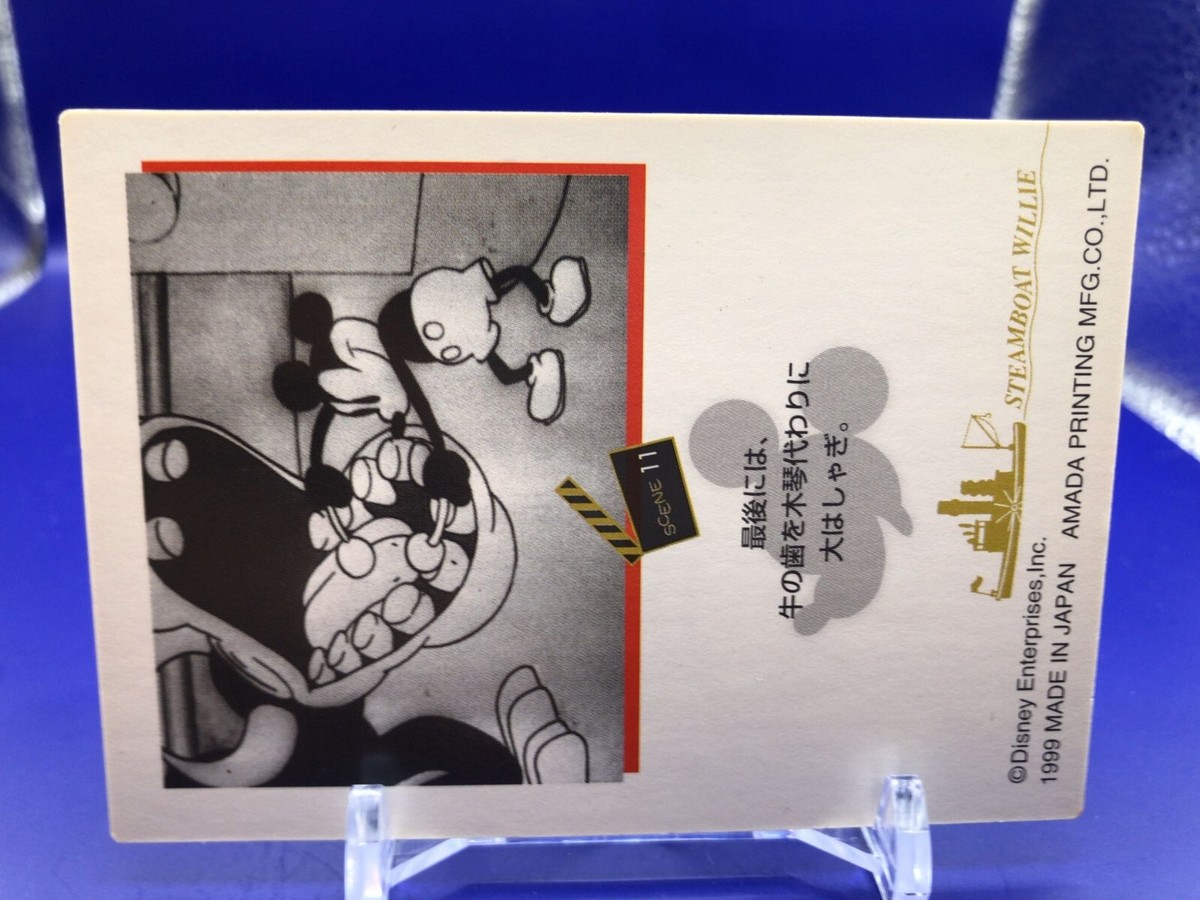 SCENE 11
最後には、
牛の歯を木琴代わりに
大はしゃぎ。
STEAMBOAT WILLIE
©Disney Enterprises,Inc.
1999 MADE IN JAPAN AMADA PRINTING MFG.CO.,LTD.